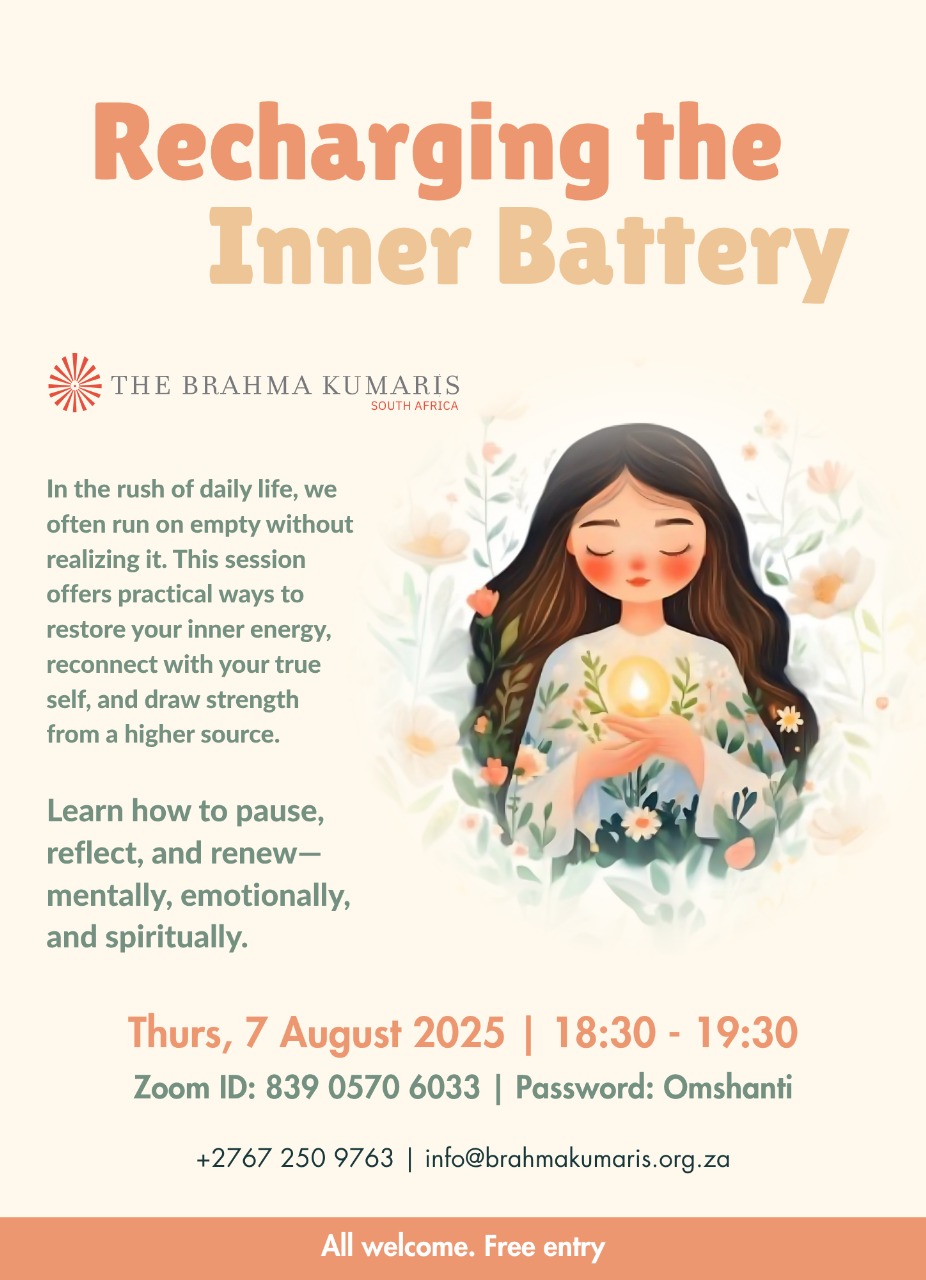 Recharging the
Inner Battery
THE BRAHMA KUMARIS
SOUTH AFRICA
In the rush of daily life, we
often run on empty without
realizing it. This session
offers practical ways to
restore your inner energy,
reconnect with your true
self, and draw strength
from a higher source.
Learn how to pause,
reflect, and renew—
mentally, emotionally,
and spiritually.
Thurs, 7 August 2025 | 18:30 - 19:30
Zoom ID: 839 0570 6033 | Password: Omshanti
+2767 250 9763 | info@brahmakumaris.org.za
All welcome. Free entry